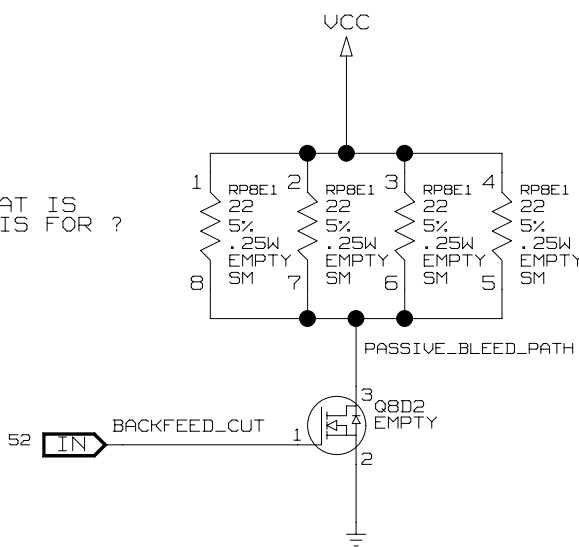 VCC
AT IS
IS FOR ?
1 RP8E1 2 RP8E1 3 RP8E1 4 RP8E1
22 22 22 22
5% 5% 5% 5%
.25W .25W .25W .25W
EMPTY EMPTY EMPTY EMPTY
8 SM 7 SM 6 SM 5 SM
PASSIVE_BLEED_PATH
3 Q8D2
EMPTY
BACKFEED_CUT 1
52 IN
2